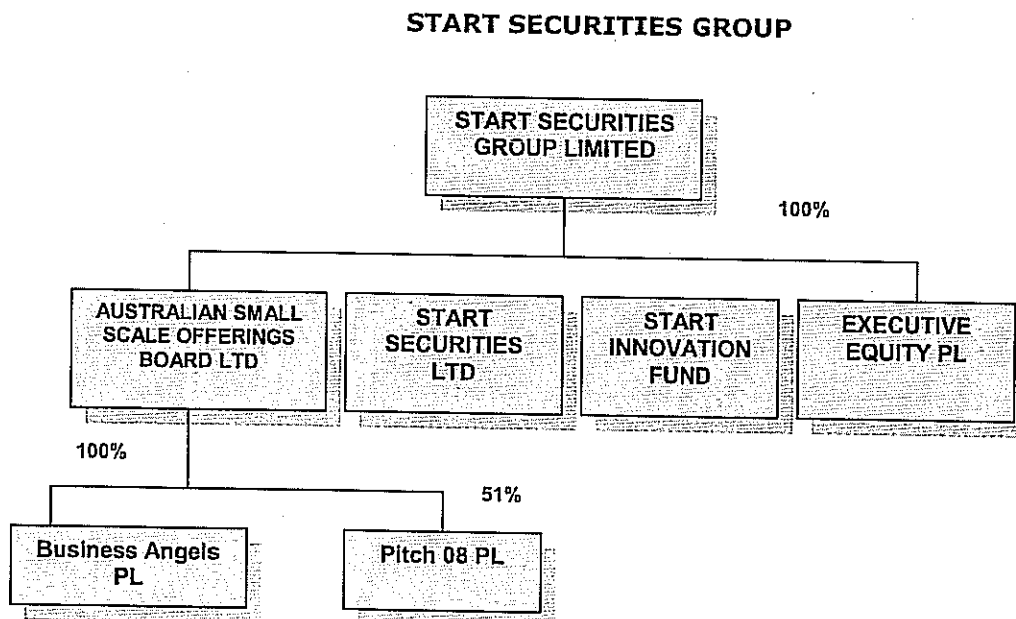 START SECURITIES GROUP
START SECURITIES
GROUP LIMITED
100%
AUSTRALIAN SMALL
SCALE OFFERINGS
BOARD LTD
START
SECURITIES
LTD
START
INNOVATION
FUND
EXECUTIVE
EQUITY PL
100%
51%
Business Angels
PL
Pitch 08 PL